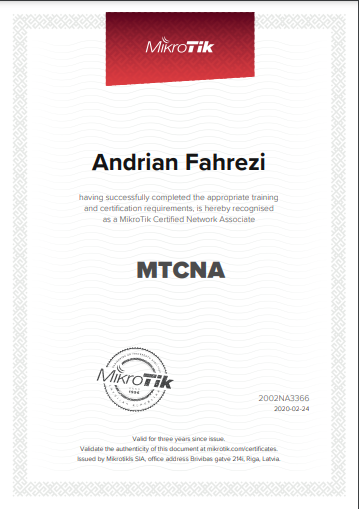 MikroTik
Andrian Fahrezi
having successfully completed the appropriate training
and certification requirements, is hereby recognised
as a MikroTik Certified Network Associate
MTCNA
MikroTik
1996
2002NA3366
2020-02-24
Valid for three years since issue.
Validate the authenticity of this document at mikrotik.com/certificates.
Issued by Mikrotikls SIA, office address Brivibas gatve 214i, Riga, Latvia.